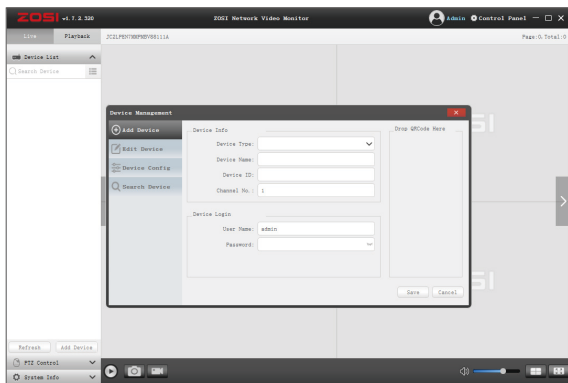 ZOSI v1.7.2.320 ZOSI Network Video Monitor Admin Control Panel
Live Playback Page:0, Total:0
Device List
Search Device
Device Management
Add Device
Edit Device
Device Config
Search Device
Device Info
Device Type:
Device Name:
Device ID:
Channel No.: 1
Device Login
User Name: admin
Password:
Drop QRCode Here
Save Cancel
Refresh Add Device
PTZ Control
System Info